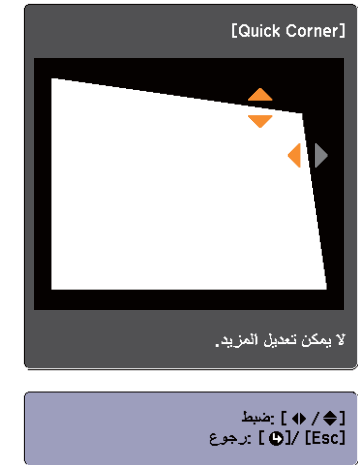 [Quick Corner]
لا يمكن تعديل المزيد.
[⬍ / ⬌] :ضبط
[Esc] /[↵] :رجوع